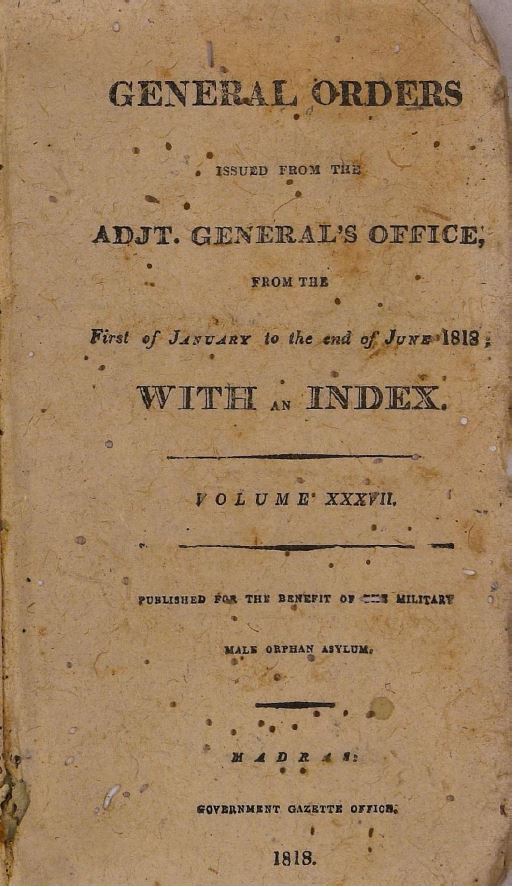 GENERAL ORDERS
ISSUED FROM THE
ADJT. GENERAL'S OFFICE,
FROM THE
First of JANUARY to the end of JUNE 1818;
WITH AN INDEX.
VOLUME XXXVII.
PUBLISHED FOR THE BENEFIT OF THE MILITARY
MALE ORPHAN ASYLUM.
MADRAS:
GOVERNMENT GAZETTE OFFICE.
1818.